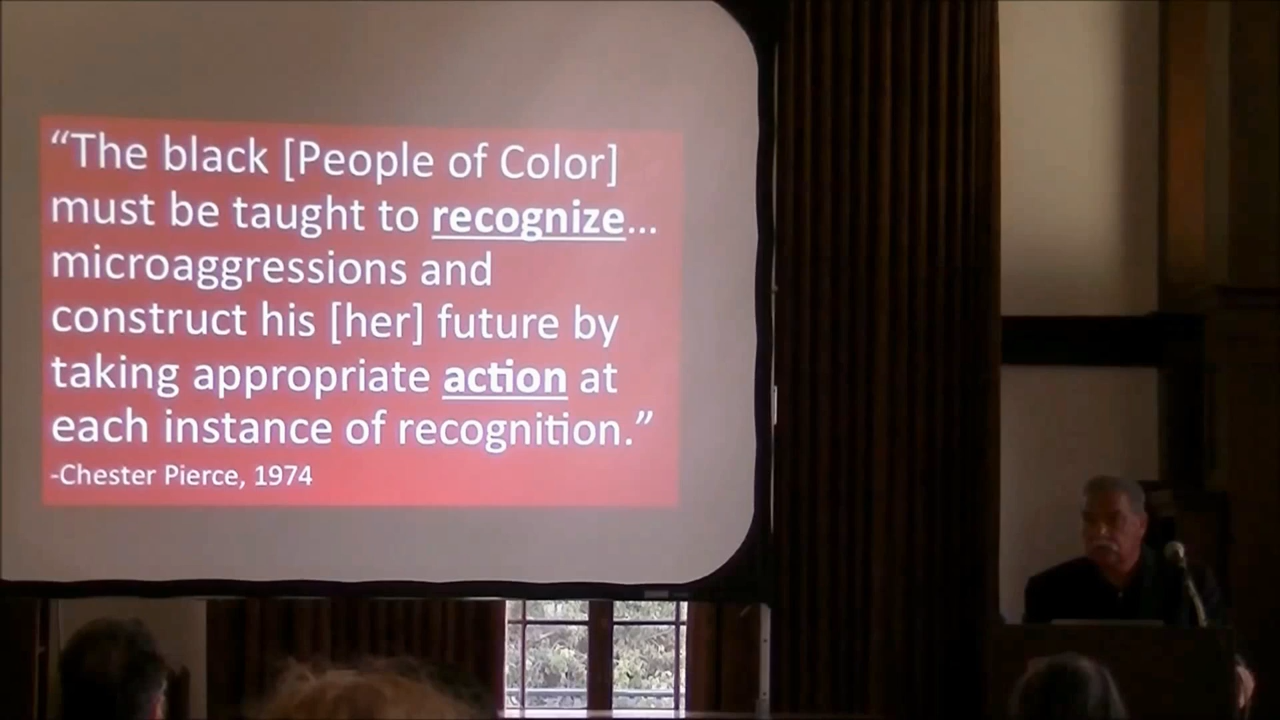 “The black [People of Color]
must be taught to recognize...
microaggressions and
construct his [her] future by
taking appropriate action at
each instance of recognition.”
-Chester Pierce, 1974